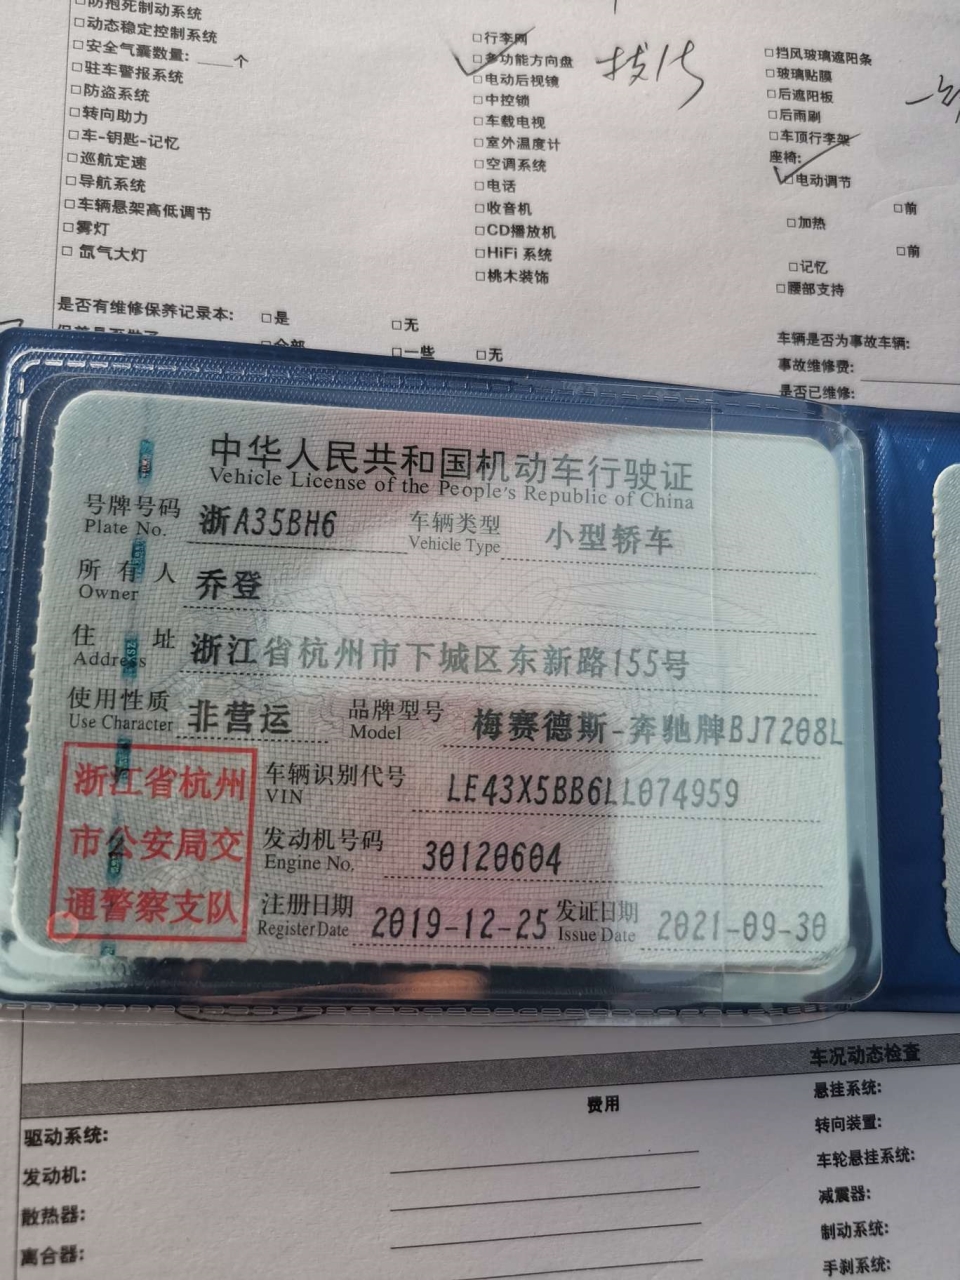 □防抱死制动系统
□动态稳定控制系统
□安全气囊数量:____个
□驻车警报系统
□防盗系统
□转向助力
□车-钥匙-记忆
□巡航定速
□导航系统
□车辆悬架高低调节
□雾灯
□氙气大灯
□行李网
□多功能方向盘
□电动后视镜
□中控锁
□车载电视
□室外温度计
□空调系统
□电话
□收音机
□CD播放机
□HiFi 系统
□桃木装饰
□挡风玻璃遮阳条
□玻璃贴膜
□后遮阳板
□后雨刷
□车顶行李架
座椅:
□电动调节
□前
□加热
□前
□记忆
□腰部支持
是否有维修保养记录本: □是 □无
□全部 □一些 □无
车辆是否为事故车辆:
事故维修费:
是否已维修:
中华人民共和国机动车行驶证
Vehicle License of the People's Republic of China
号牌号码 浙A35BH6 车辆类型 小型轿车
Plate No. Vehicle Type
所有人 乔登
Owner
住址 浙江省杭州市下城区东新路155号
Address
使用性质 非营运 品牌型号 梅赛德斯-奔驰牌BJ7208L
Use Character Model
浙江省杭州
市公安局交
通警察支队
车辆识别代号 LE43X5BB6LL074959
VIN
发动机号码 30120604
Engine No.
注册日期 2019-12-25 发证日期 2021-09-30
Register Date Issue Date
车况动态检查
费用
驱动系统:
发动机:
散热器:
离合器:
悬挂系统:
转向装置:
车轮悬挂系统:
减震器:
制动系统:
手刹系统: